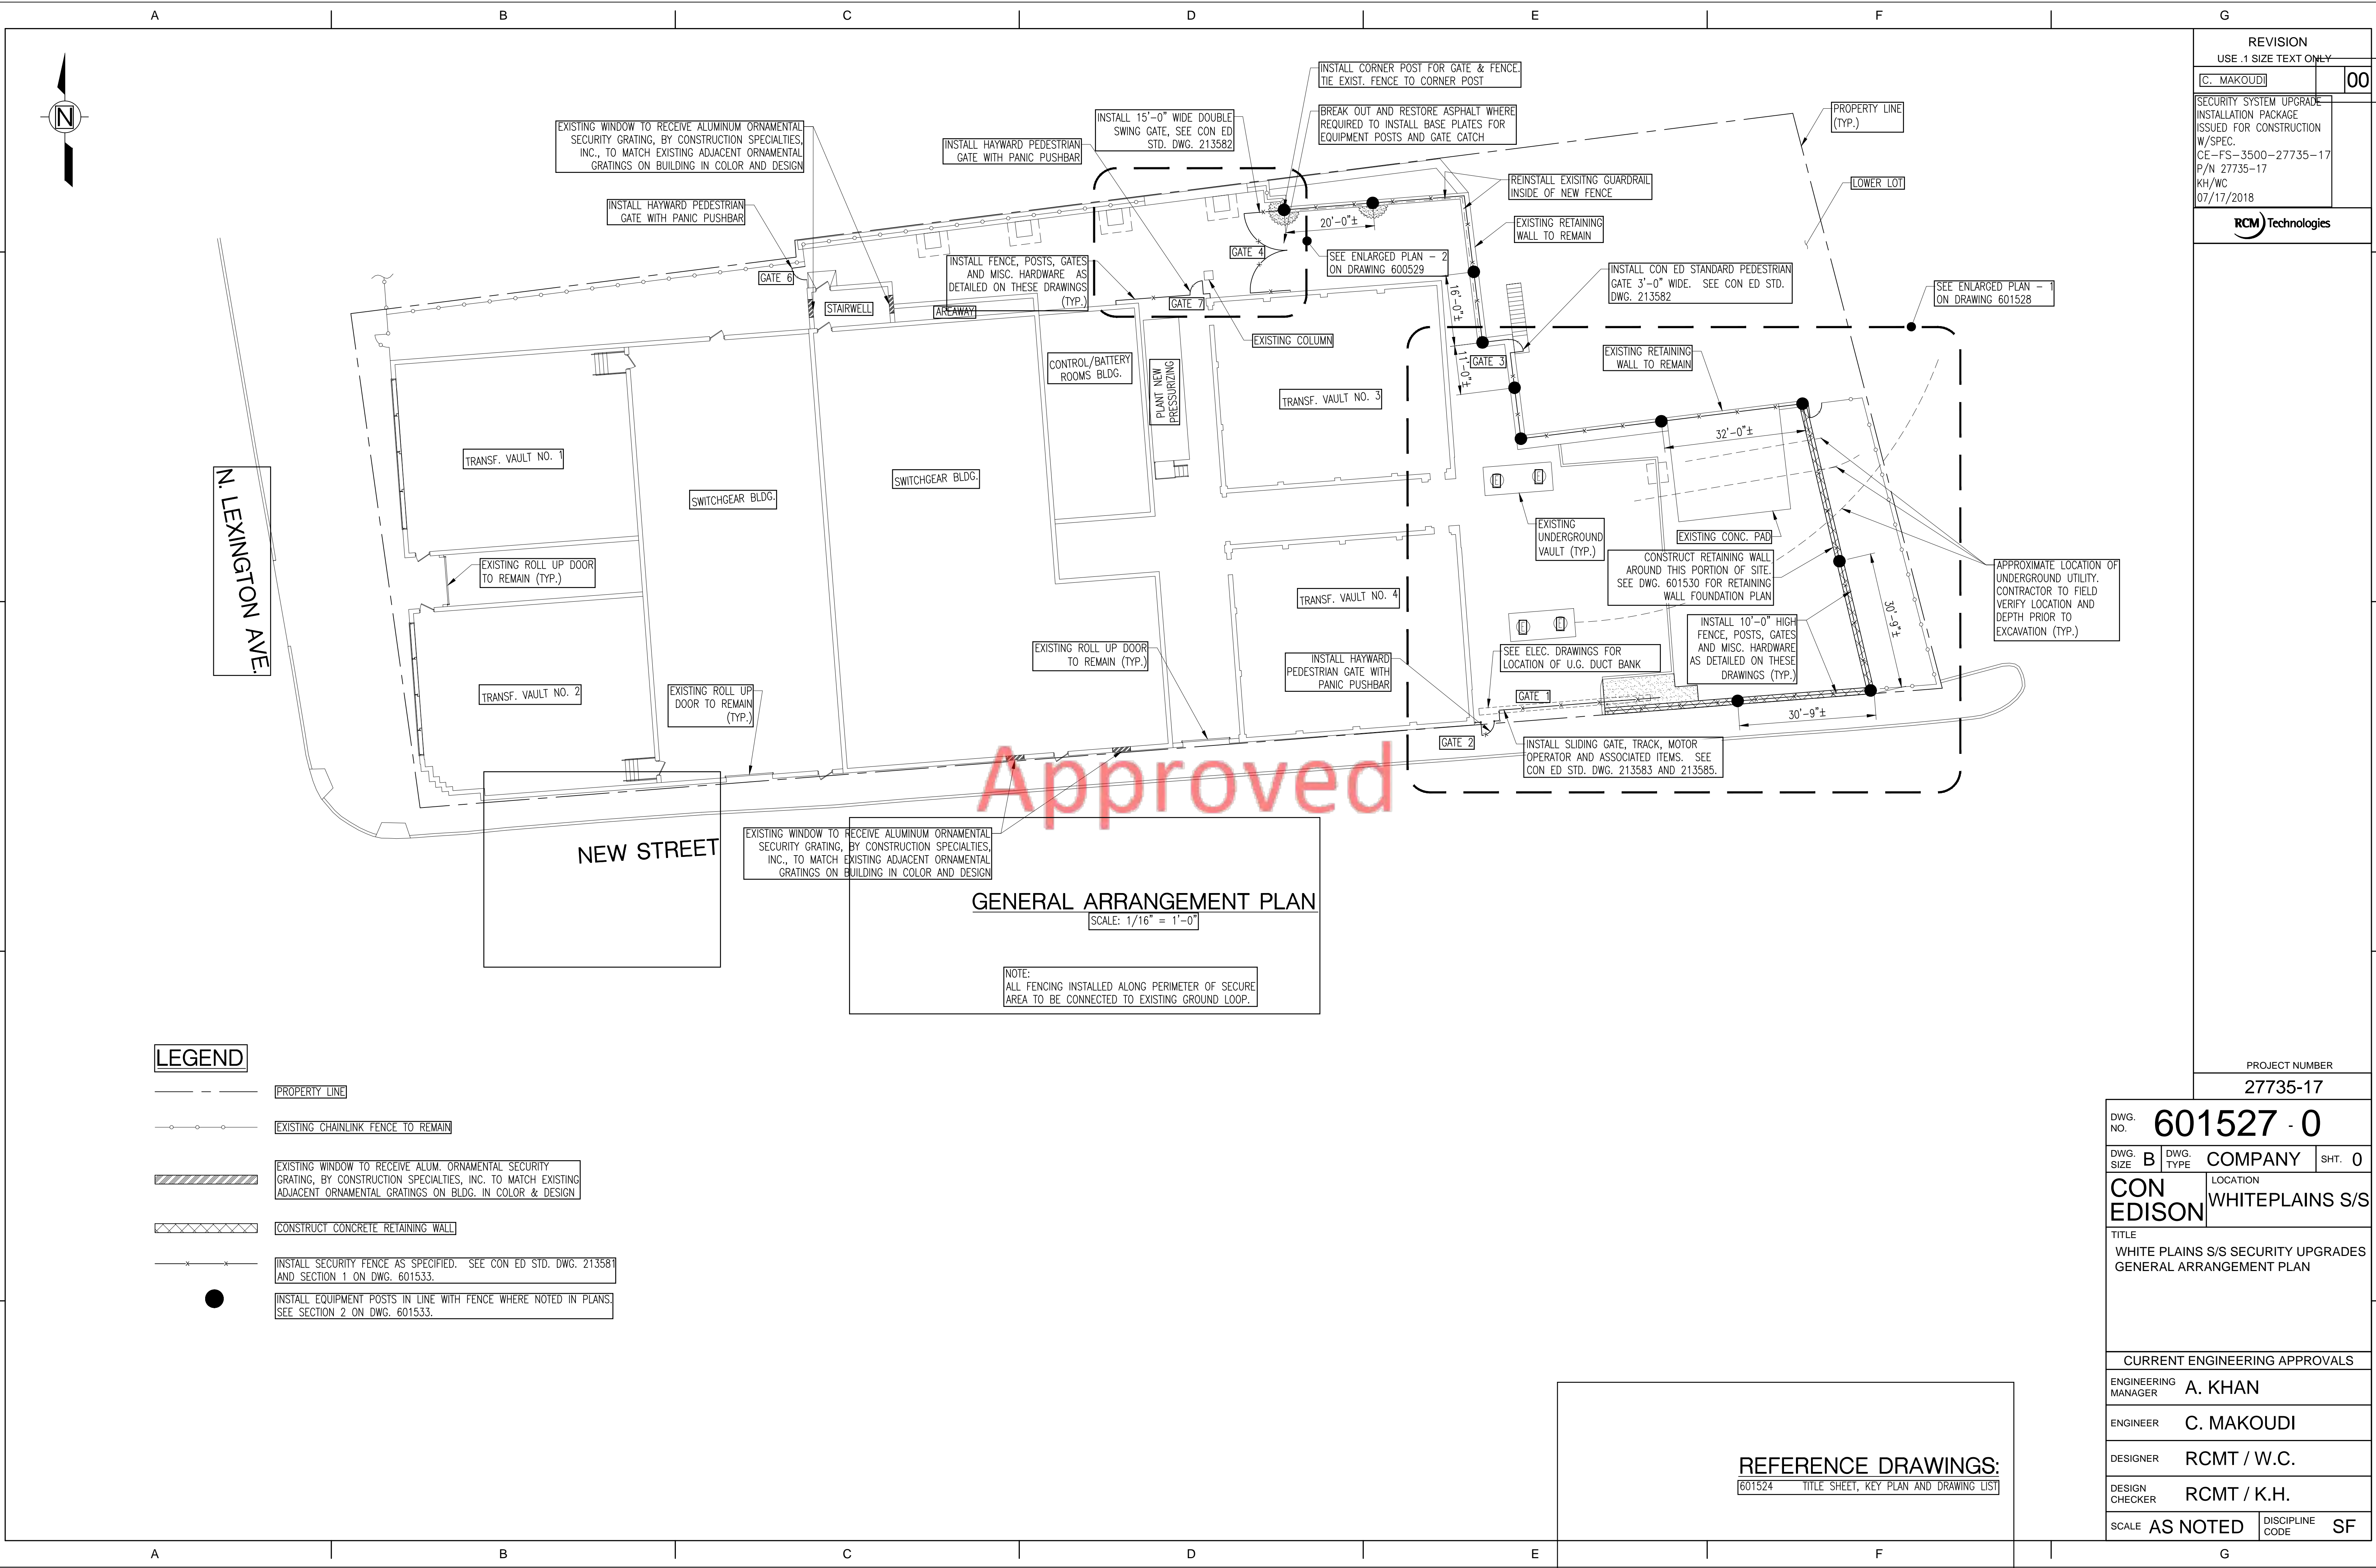 A
B
C
D
E
F
G
REVISION
USE .1 SIZE TEXT ONLY
C. MAKOUDI
00
SECURITY SYSTEM UPGRADE
INSTALLATION PACKAGE
ISSUED FOR CONSTRUCTION
W/SPEC.
CE-FS-3500-27735-17
P/N 27735-17
KH/WC
07/17/2018
RCM Technologies
N
INSTALL CORNER POST FOR GATE & FENCE.
TIE EXIST. FENCE TO CORNER POST
BREAK OUT AND RESTORE ASPHALT WHERE
REQUIRED TO INSTALL BASE PLATES FOR
EQUIPMENT POSTS AND GATE CATCH
INSTALL 15'-0" WIDE DOUBLE
SWING GATE, SEE CON ED
STD. DWG. 213582
INSTALL HAYWARD PEDESTRIAN
GATE WITH PANIC PUSHBAR
EXISTING WINDOW TO RECEIVE ALUMINUM ORNAMENTAL
SECURITY GRATING, BY CONSTRUCTION SPECIALTIES,
INC., TO MATCH EXISTING ADJACENT ORNAMENTAL
GRATINGS ON BUILDING IN COLOR AND DESIGN
INSTALL HAYWARD PEDESTRIAN
GATE WITH PANIC PUSHBAR
PROPERTY LINE
(TYP.)
LOWER LOT
REINSTALL EXISITNG GUARDRAIL
INSIDE OF NEW FENCE
EXISTING RETAINING
WALL TO REMAIN
20'-0"±
GATE 4
SEE ENLARGED PLAN - 2
ON DRAWING 600529
INSTALL FENCE, POSTS, GATES
AND MISC. HARDWARE AS
DETAILED ON THESE DRAWINGS
(TYP.)
GATE 6
GATE 7
STAIRWELL
AREAWAY
16'-0"±
INSTALL CON ED STANDARD PEDESTRIAN
GATE 3'-0" WIDE. SEE CON ED STD.
DWG. 213582
SEE ENLARGED PLAN - 1
ON DRAWING 601528
EXISTING COLUMN
GATE 3
11'-0"±
EXISTING RETAINING
WALL TO REMAIN
CONTROL/BATTERY
ROOMS BLDG.
PLANT NEW
PRESSURIZING
TRANSF. VAULT NO. 3
32'-0"±
TRANSF. VAULT NO. 1
SWITCHGEAR BLDG.
SWITCHGEAR BLDG.
E
E
N. LEXINGTON AVE.
EXISTING
UNDERGROUND
VAULT (TYP.)
EXISTING CONC. PAD
CONSTRUCT RETAINING WALL
AROUND THIS PORTION OF SITE.
SEE DWG. 601530 FOR RETAINING
WALL FOUNDATION PLAN
APPROXIMATE LOCATION OF
UNDERGROUND UTILITY.
CONTRACTOR TO FIELD
VERIFY LOCATION AND
DEPTH PRIOR TO
EXCAVATION (TYP.)
EXISTING ROLL UP DOOR
TO REMAIN (TYP.)
TRANSF. VAULT NO. 4
30'-9"±
E
E
INSTALL 10'-0" HIGH
FENCE, POSTS, GATES
AND MISC. HARDWARE
AS DETAILED ON THESE
DRAWINGS (TYP.)
EXISTING ROLL UP DOOR
TO REMAIN (TYP.)
INSTALL HAYWARD
PEDESTRIAN GATE WITH
PANIC PUSHBAR
SEE ELEC. DRAWINGS FOR
LOCATION OF U.G. DUCT BANK
TRANSF. VAULT NO. 2
EXISTING ROLL UP
DOOR TO REMAIN
(TYP.)
GATE 1
30'-9"±
GATE 2
INSTALL SLIDING GATE, TRACK, MOTOR
OPERATOR AND ASSOCIATED ITEMS. SEE
CON ED STD. DWG. 213583 AND 213585.
Approved
NEW STREET
EXISTING WINDOW TO RECEIVE ALUMINUM ORNAMENTAL
SECURITY GRATING, BY CONSTRUCTION SPECIALTIES,
INC., TO MATCH EXISTING ADJACENT ORNAMENTAL
GRATINGS ON BUILDING IN COLOR AND DESIGN
GENERAL ARRANGEMENT PLAN
SCALE: 1/16" = 1'-0"
NOTE:
ALL FENCING INSTALLED ALONG PERIMETER OF SECURE
AREA TO BE CONNECTED TO EXISTING GROUND LOOP.
LEGEND
PROPERTY LINE
EXISTING CHAINLINK FENCE TO REMAIN
EXISTING WINDOW TO RECEIVE ALUM. ORNAMENTAL SECURITY
GRATING, BY CONSTRUCTION SPECIALTIES, INC. TO MATCH EXISTING
ADJACENT ORNAMENTAL GRATINGS ON BLDG. IN COLOR & DESIGN
CONSTRUCT CONCRETE RETAINING WALL
INSTALL SECURITY FENCE AS SPECIFIED. SEE CON ED STD. DWG. 213581
AND SECTION 1 ON DWG. 601533.
INSTALL EQUIPMENT POSTS IN LINE WITH FENCE WHERE NOTED IN PLANS.
SEE SECTION 2 ON DWG. 601533.
REFERENCE DRAWINGS:
601524 TITLE SHEET, KEY PLAN AND DRAWING LIST
PROJECT NUMBER
27735-17
DWG. NO. 601527 - 0
DWG. SIZE B DWG. TYPE COMPANY SHT. 0
CON EDISON
LOCATION
WHITEPLAINS S/S
TITLE
WHITE PLAINS S/S SECURITY UPGRADES
GENERAL ARRANGEMENT PLAN
CURRENT ENGINEERING APPROVALS
ENGINEERING MANAGER A. KHAN
ENGINEER C. MAKOUDI
DESIGNER RCMT / W.C.
DESIGN CHECKER RCMT / K.H.
SCALE AS NOTED DISCIPLINE CODE SF
A
B
C
D
E
F
G